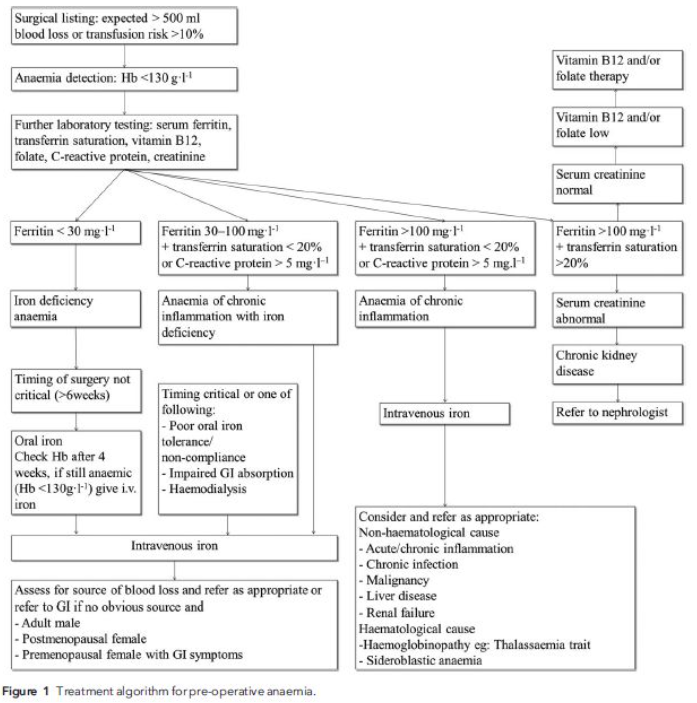 Surgical listing: expected > 500 ml
blood loss or transfusion risk >10%
Anaemia detection: Hb <130 g·l⁻¹
Further laboratory testing: serum ferritin,
transferrin saturation, vitamin B12,
folate, C-reactive protein, creatinine
Vitamin B12 and/or
folate therapy
Vitamin B12 and/or
folate low
Serum creatinine
normal
Ferritin < 30 mg·l⁻¹
Ferritin 30–100 mg·l⁻¹
+ transferrin saturation < 20%
or C-reactive protein > 5 mg·l⁻¹
Ferritin >100 mg·l⁻¹
+ transferrin saturation < 20%
or C-reactive protein > 5 mg.l⁻¹
Ferritin >100 mg·l⁻¹
+ transferrin saturation
>20%
Iron deficiency
anaemia
Anaemia of chronic
inflammation with iron
deficiency
Anaemia of chronic
inflammation
Serum creatinine
abnormal
Chronic kidney
disease
Refer to nephrologist
Timing of surgery not
critical (>6weeks)
Oral iron
Check Hb after 4
weeks, if still anaemic
(Hb <130g·l⁻¹) give i.v.
iron
Timing critical or one of
following:
- Poor oral iron
tolerance/
non-compliance
- Impaired GI absorption
- Haemodialysis
Intravenous iron
Intravenous iron
Assess for source of blood loss and refer as appropriate or
refer to GI if no obvious source and
- Adult male
- Postmenopausal female
- Premenopausal female with GI symptoms
Consider and refer as appropriate:
Non-haematological cause
- Acute/chronic inflammation
- Chronic infection
- Malignancy
- Liver disease
- Renal failure
Haematological cause
-Haemoglobinopathy eg: Thalassaemia trait
- Sideroblastic anaemia
Figure 1 Treatment algorithm for pre-operative anaemia.